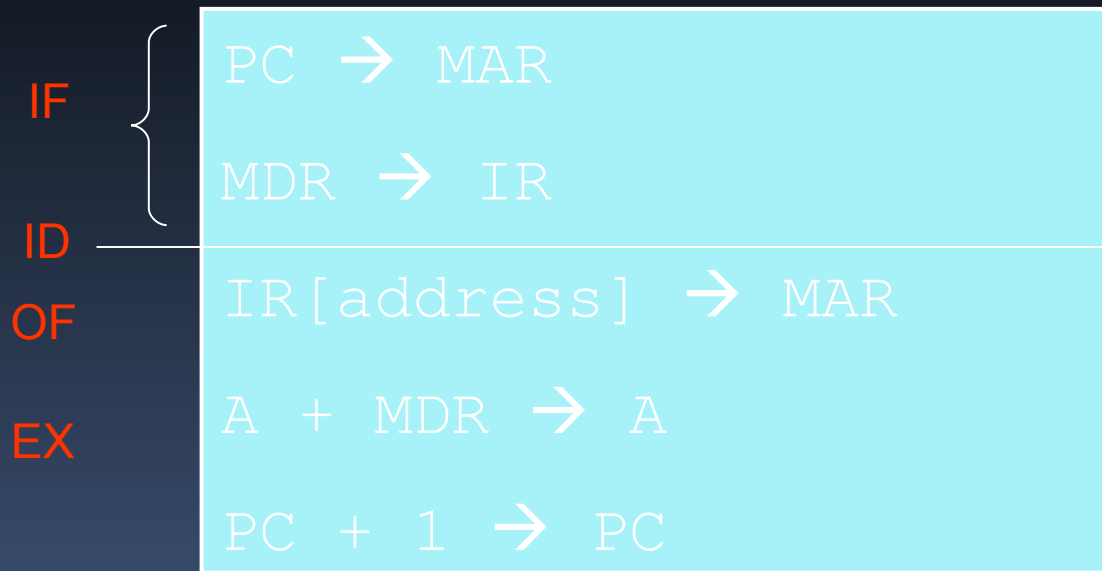 PC → MAR
IF
MDR → IR
ID
IR[address] → MAR
OF
A + MDR → A
EX
PC + 1 → PC